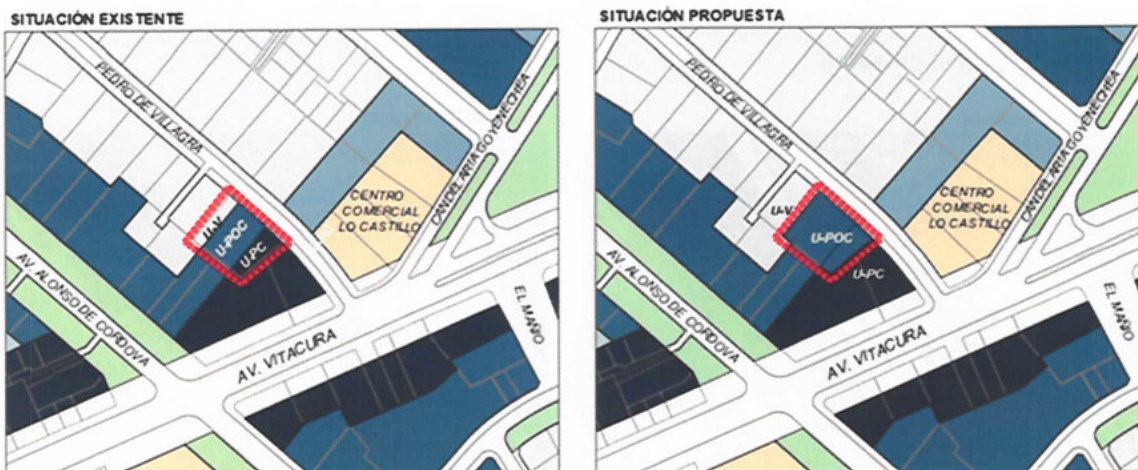 SITUACIÓN EXISTENTE
PEDRO DE VILLAGRA
CANDELARIA GOYENECHEA
CENTRO
COMERCIAL
LO CASTILLO
U-V
U-POC
U-PC
AV. ALONSO DE CORDOVA
AV. VITACURA
EL MAÑIO
SITUACIÓN PROPUESTA
PEDRO DE VILLAGRA
CANDELARIA GOYENECHEA
CENTRO
COMERCIAL
LO CASTILLO
U-V
U-POC
U-PC
AV. ALONSO DE CORDOVA
AV. VITACURA
EL MAÑIO